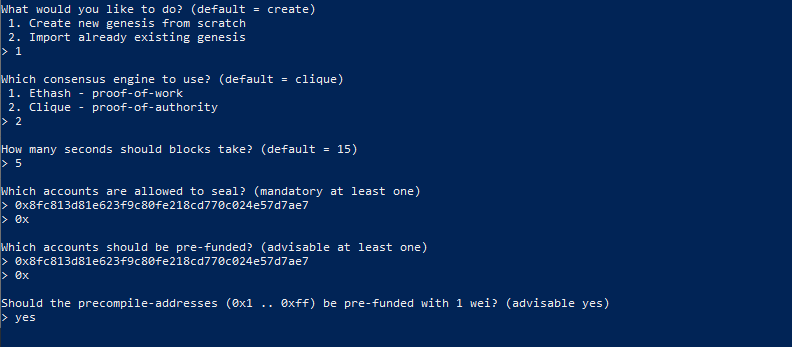 What would you like to do? (default = create)
1. Create new genesis from scratch
2. Import already existing genesis
> 1
Which consensus engine to use? (default = clique)
1. Ethash - proof-of-work
2. Clique - proof-of-authority
> 2
How many seconds should blocks take? (default = 15)
> 5
Which accounts are allowed to seal? (mandatory at least one)
> 0x8fc813d81e623f9c80fe218cd770c024e57d7ae7
> 0x
Which accounts should be pre-funded? (advisable at least one)
> 0x8fc813d81e623f9c80fe218cd770c024e57d7ae7
> 0x
Should the precompile-addresses (0x1 .. 0xff) be pre-funded with 1 wei? (advisable yes)
> yes